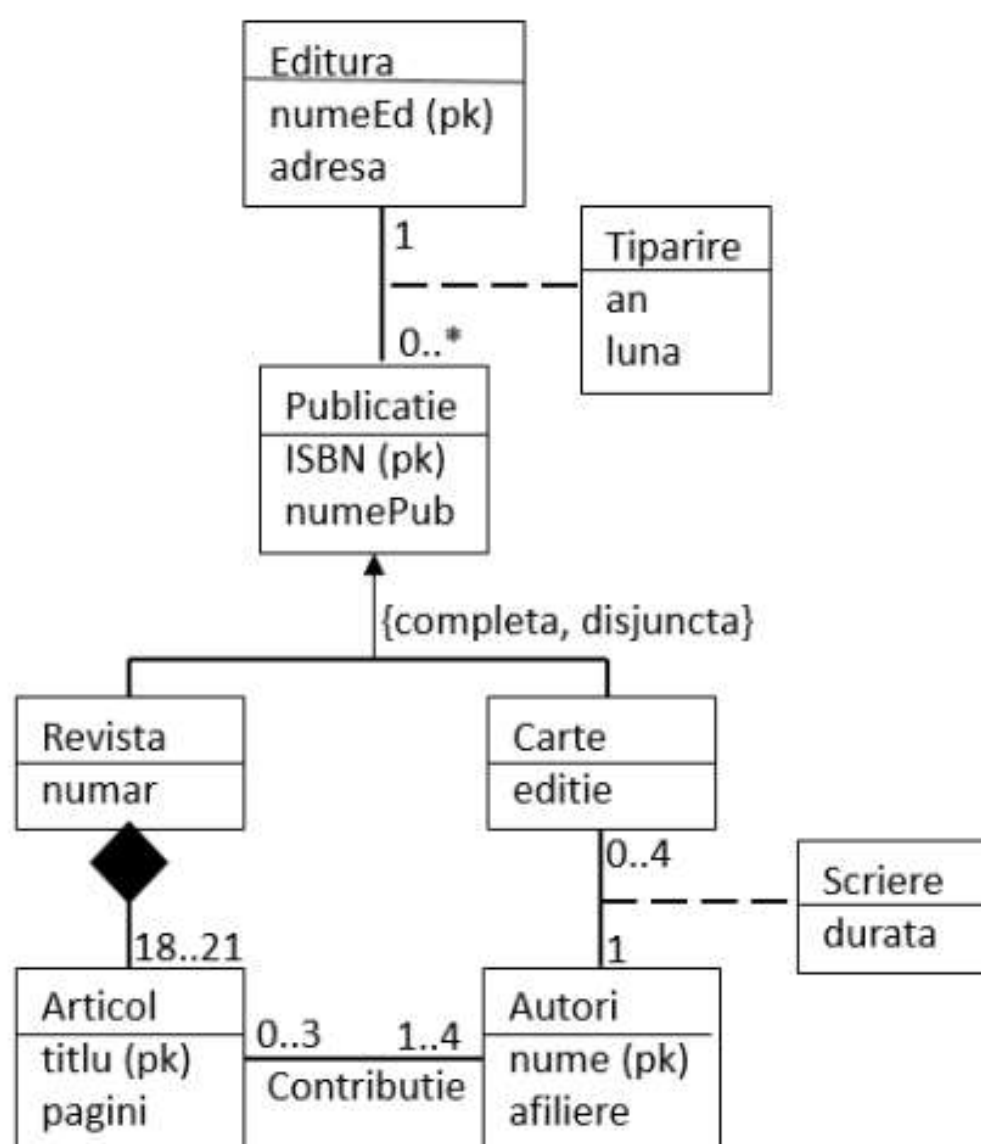 Editura
numeEd (pk)
adresa
1
Tiparire
an
luna
0..*
Publicatie
ISBN (pk)
numePub
{completa, disjuncta}
Revista
numar
Carte
editie
0..4
Scriere
durata
18..21
1
Articol
titlu (pk)
pagini
0..3
1..4
Contributie
Autori
nume (pk)
afiliere